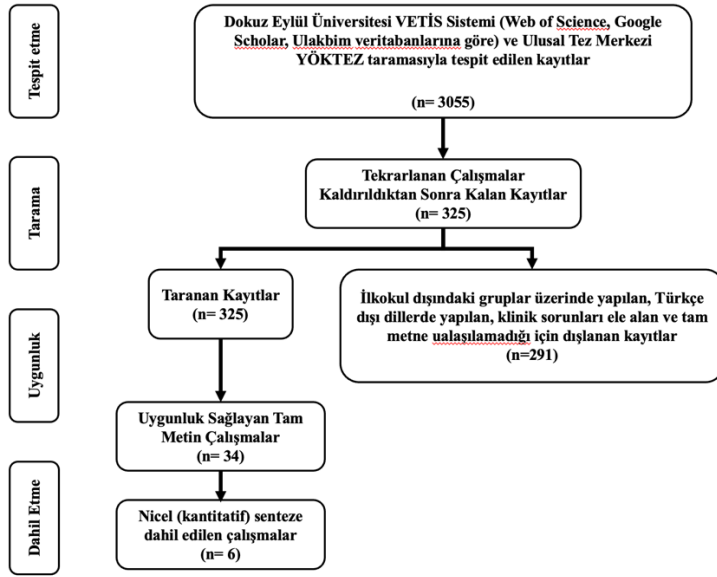 Tespit etme
Dokuz Eylül Üniversitesi VETİS Sistemi (Web of Science, Google
Scholar, Ulakbim veritabanlarına göre) ve Ulusal Tez Merkezi
YÖKTEZ taramasıyla tespit edilen kayıtlar
(n= 3055)
Tarama
Tekrarlanan Çalışmalar
Kaldırıldıktan Sonra Kalan Kayıtlar
(n= 325)
Taranan Kayıtlar
(n= 325)
İlkokul dışındaki gruplar üzerinde yapılan, Türkçe
dışı dillerde yapılan, klinik sorunları ele alan ve tam
metne ualaşılamadığı için dışlanan kayıtlar
(n=291)
Uygunluk
Uygunluk Sağlayan Tam
Metin Çalışmalar
(n= 34)
Dahil Etme
Nicel (kantitatif) senteze
dahil edilen çalışmalar
(n= 6)